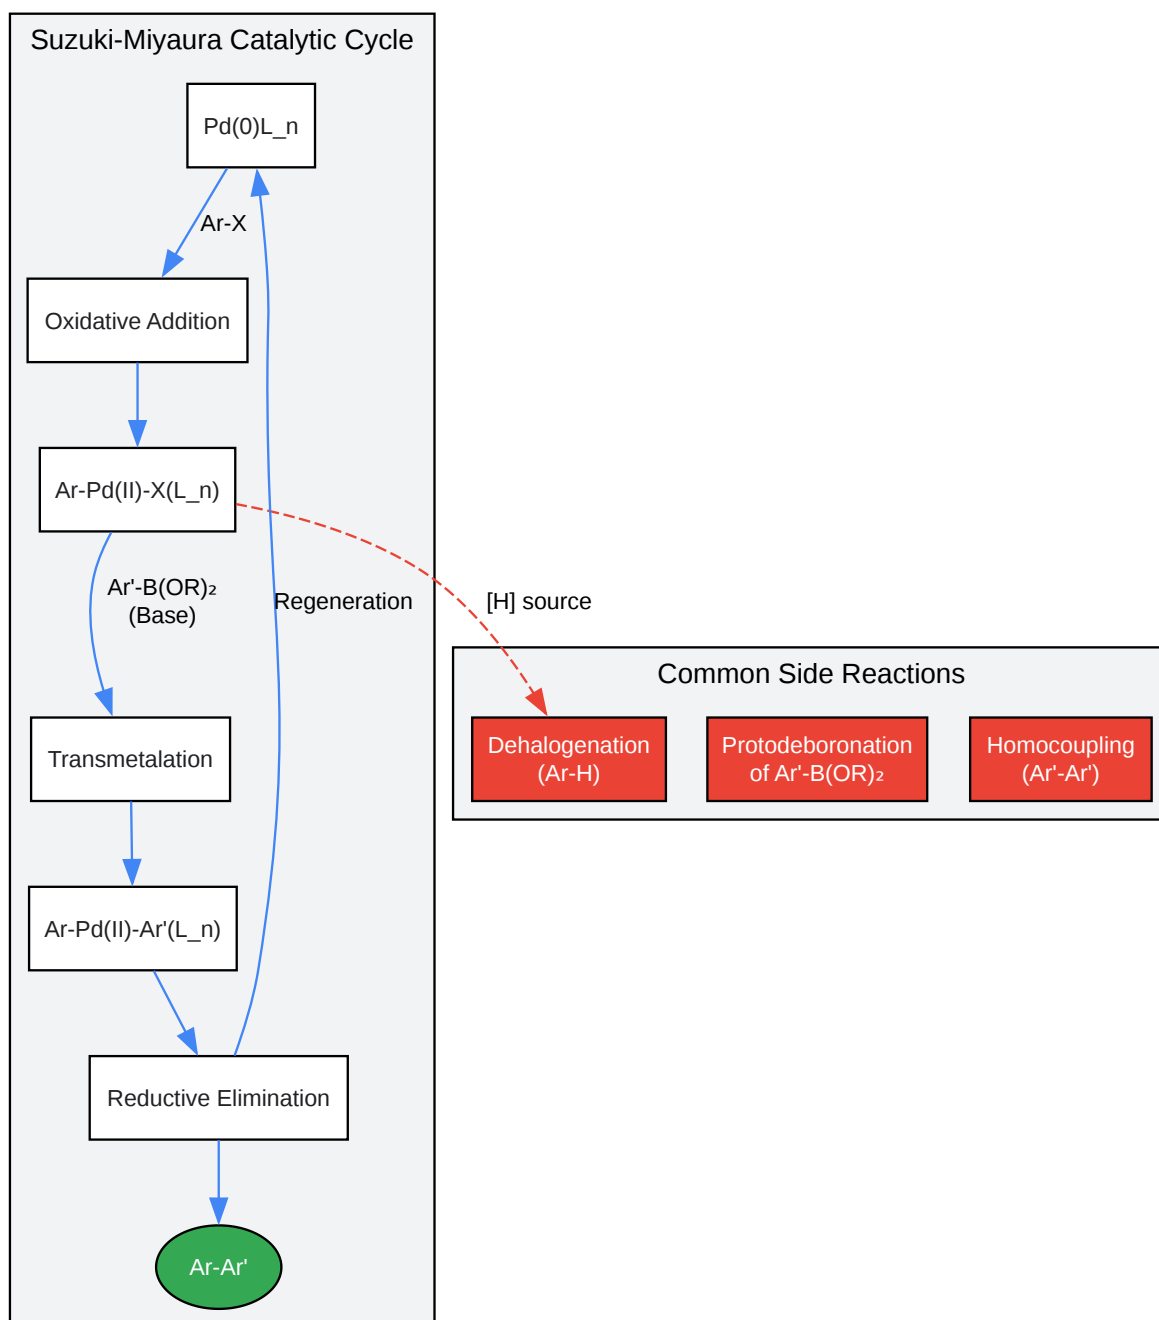 Suzuki-Miyaura Catalytic Cycle
Pd(0)L_n
Ar-X
Oxidative Addition
Ar-Pd(II)-X(L_n)
Ar'-B(OR)₂
(Base)
Regeneration
[H] source
Common Side Reactions
Dehalogenation
(Ar-H)
Protodeboronation
of Ar'-B(OR)₂
Homocoupling
(Ar'-Ar')
Transmetalation
Ar-Pd(II)-Ar'(L_n)
Reductive Elimination
Ar-Ar'